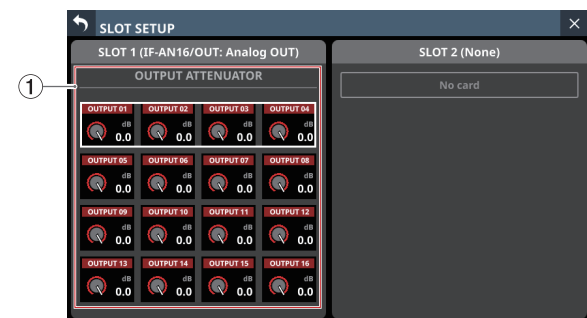 SLOT SETUP
×
SLOT 1 (IF-AN16/OUT: Analog OUT)
SLOT 2 (None)
1
OUTPUT ATTENUATOR
No card
OUTPUT 01 OUTPUT 02 OUTPUT 03 OUTPUT 04
dB dB dB dB
0.0 0.0 0.0 0.0
OUTPUT 05 OUTPUT 06 OUTPUT 07 OUTPUT 08
dB dB dB dB
0.0 0.0 0.0 0.0
OUTPUT 09 OUTPUT 10 OUTPUT 11 OUTPUT 12
dB dB dB dB
0.0 0.0 0.0 0.0
OUTPUT 13 OUTPUT 14 OUTPUT 15 OUTPUT 16
dB dB dB dB
0.0 0.0 0.0 0.0